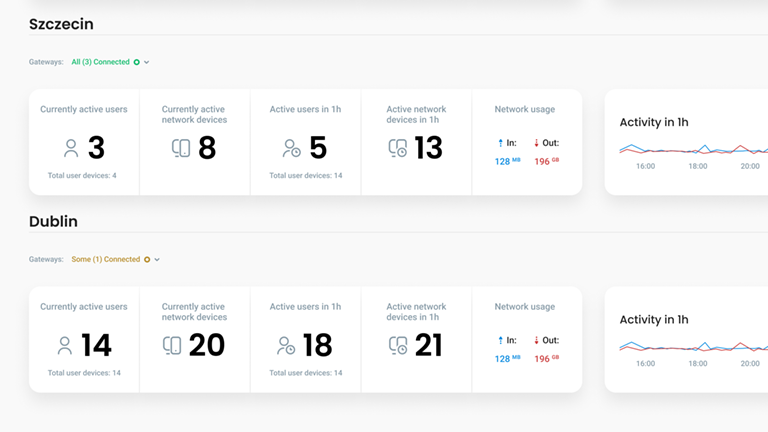 Szczecin
Gateways: All (3) Connected
Currently active users
3
Total user devices: 4
Currently active
network devices
8
Active users in 1h
5
Total user devices: 14
Active network
devices in 1h
13
Network usage
In: Out:
128 MB 196 GB
Activity in 1h
16:00 18:00 20:00
Dublin
Gateways: Some (1) Connected
Currently active users
14
Total user devices: 14
Currently active
network devices
20
Active users in 1h
18
Total user devices: 14
Active network
devices in 1h
21
Network usage
In: Out:
128 MB 196 GB
Activity in 1h
16:00 18:00 20:00